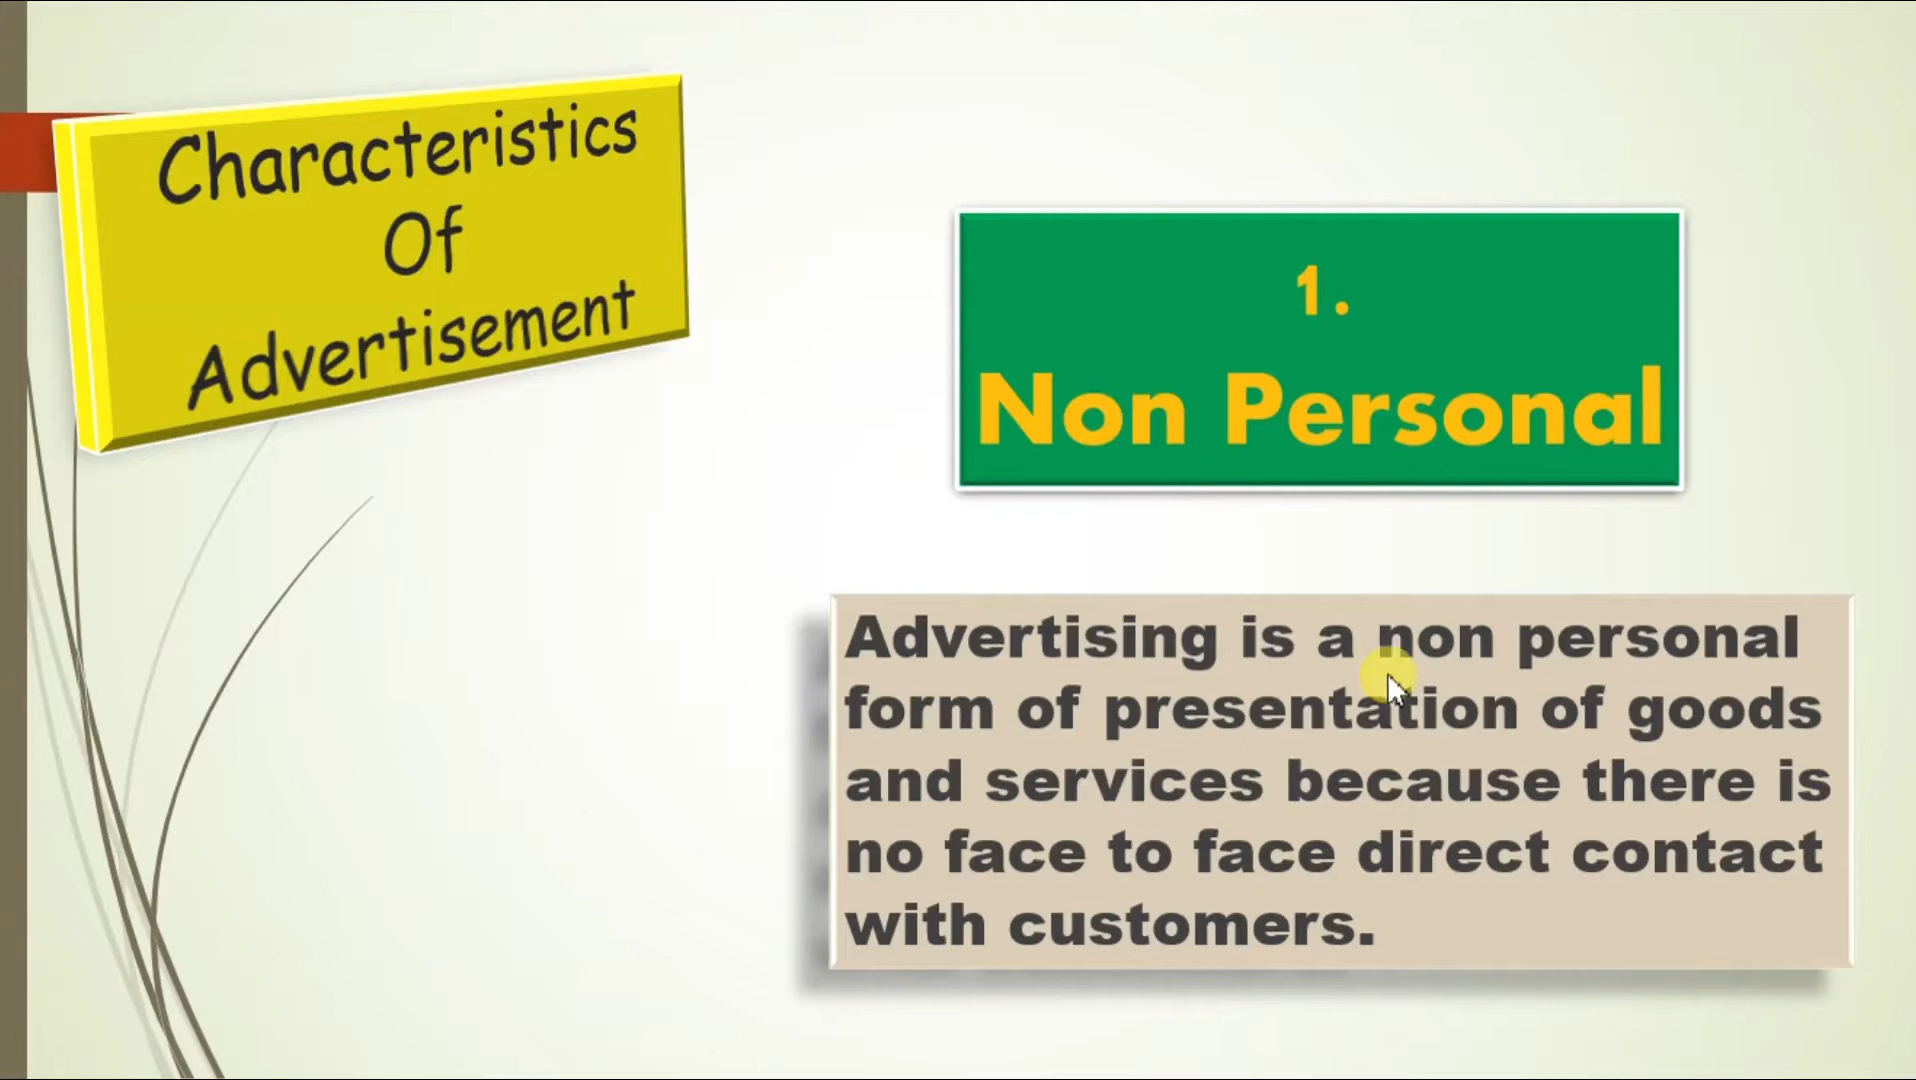 Characteristics
Of
Advertisement
1.
Non Personal
Advertising is a non personal
form of presentation of goods
and services because there is
no face to face direct contact
with customers.